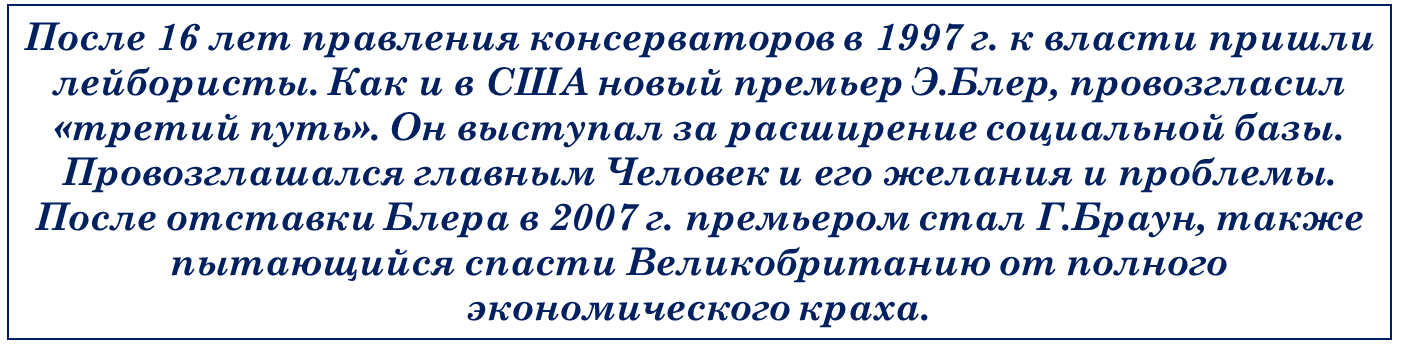 После 16 лет правления консерваторов в 1997 г. к власти пришли
лейбористы. Как и в США новый премьер Э.Блер, провозгласил
«третий путь». Он выступал за расширение социальной базы.
Провозглашался главным Человек и его желания и проблемы.
После отставки Блера в 2007 г. премьером стал Г.Браун, также
пытающийся спасти Великобританию от полного
экономического краха.